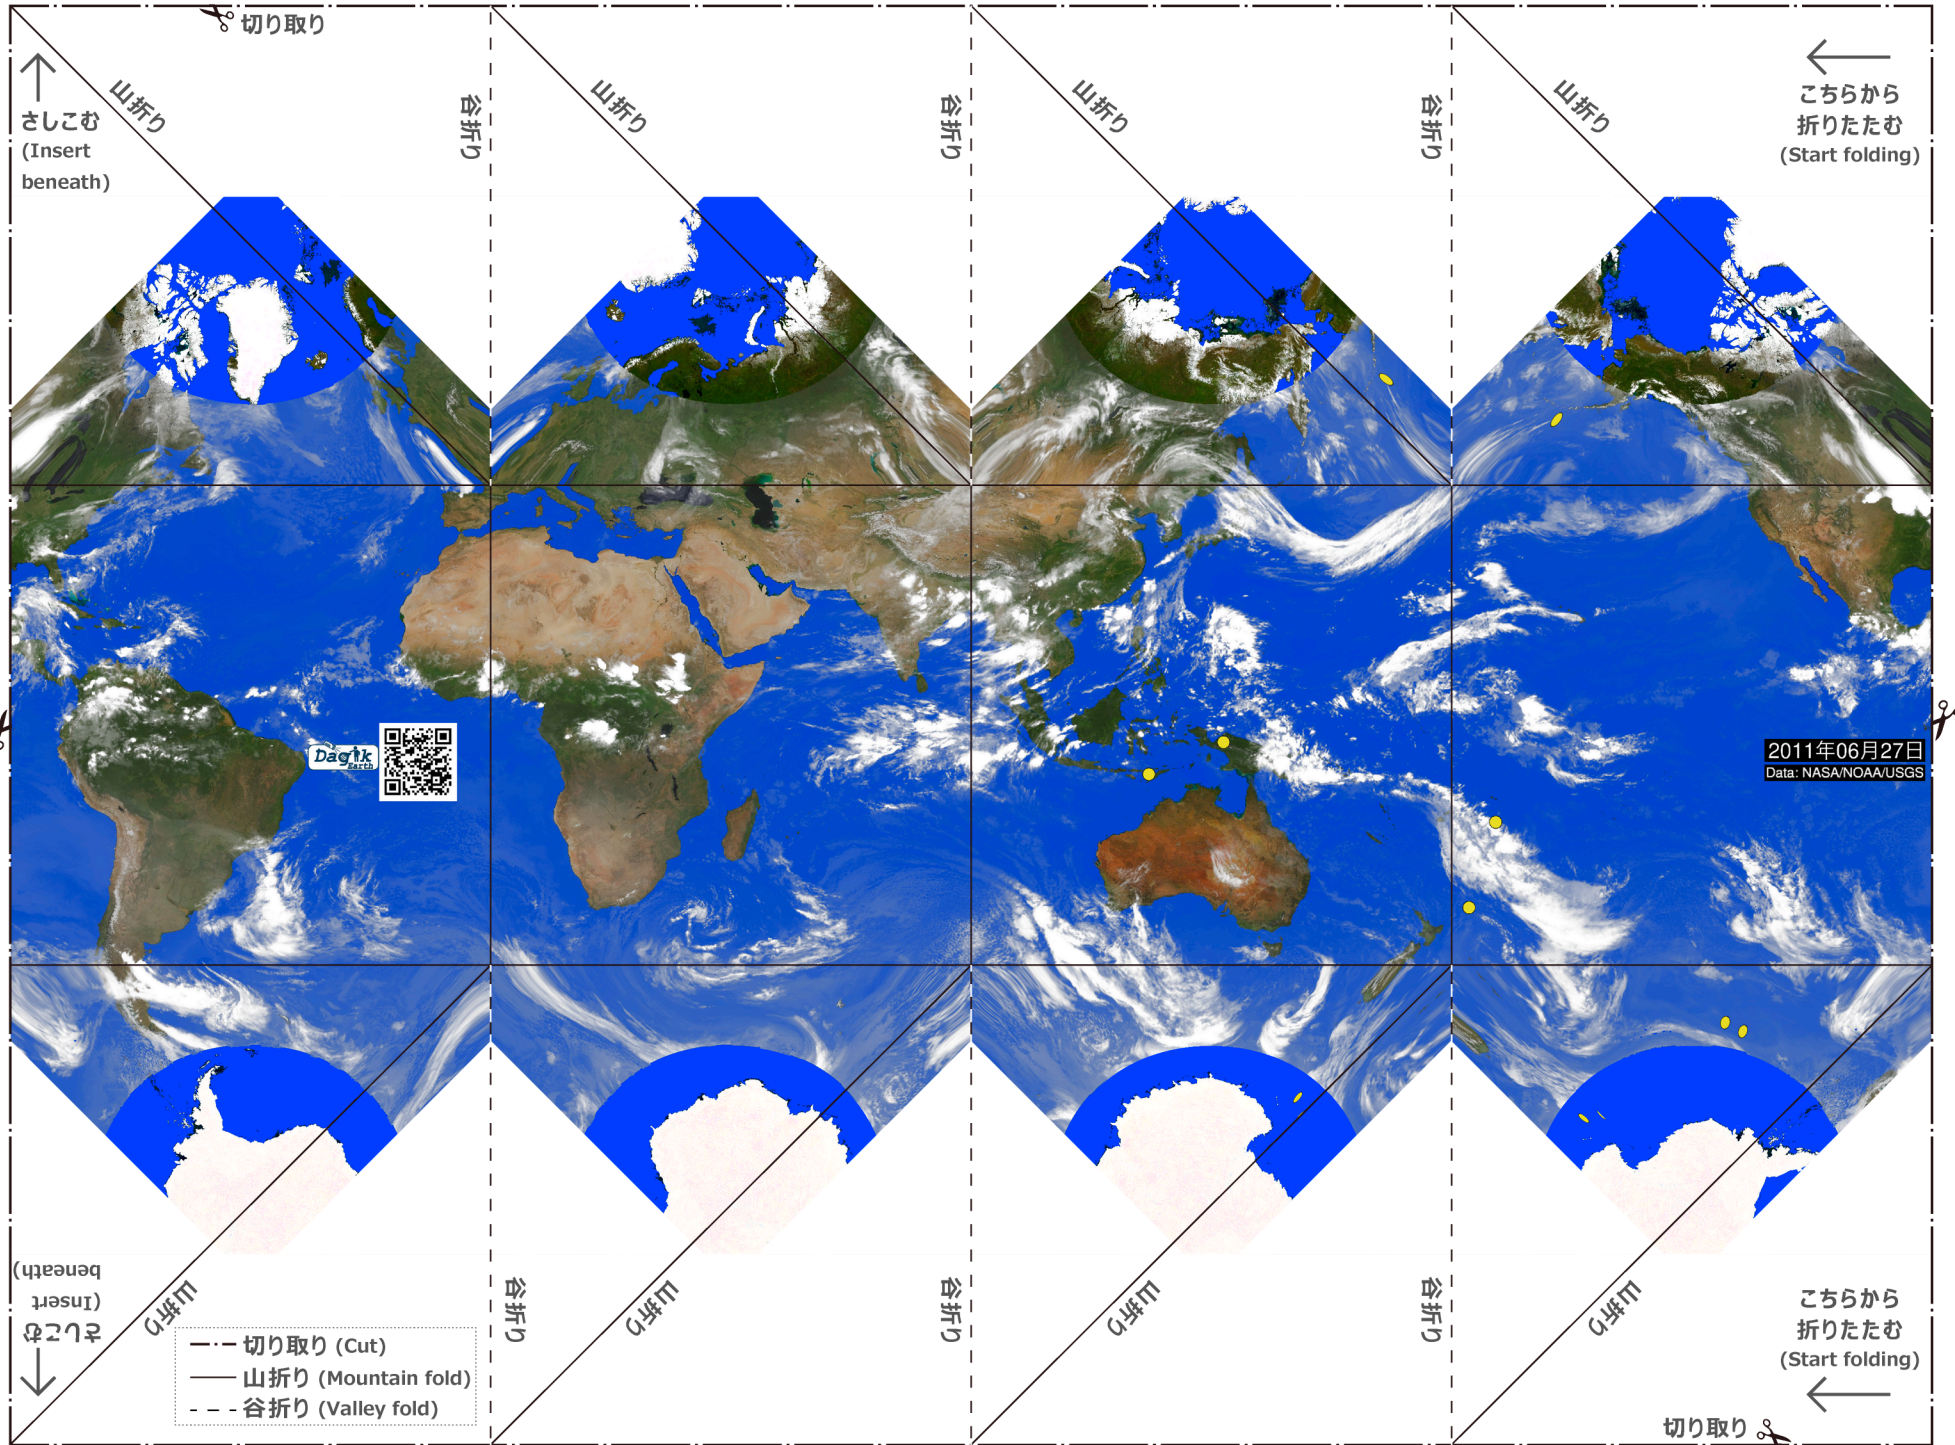 切り取り
さしこむ
(Insert
beneath)
山折り
谷折り
山折り
谷折り
山折り
谷折り
山折り
こちらから
折りたたむ
(Start folding)
Dagik
Earth
2011年06月27日
Data: NASA/NOAA/USGS
さしこむ
(Insert
beneath)
山折り
谷折り
山折り
谷折り
山折り
谷折り
山折り
こちらから
折りたたむ
(Start folding)
切り取り (Cut)
山折り (Mountain fold)
谷折り (Valley fold)
切り取り